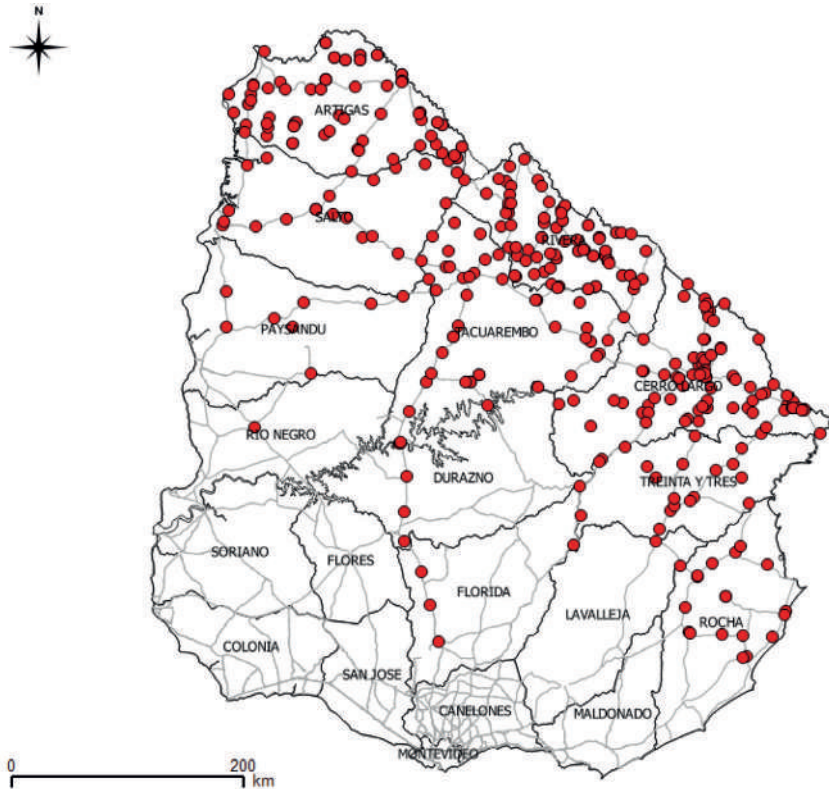 N
ARTIGAS
SALTO
RIVERA
PAYSANDU
TACUAREMBO
CERRO LARGO
RIO NEGRO
DURAZNO
TREINTA Y TRES
SORIANO
FLORES
FLORIDA
LAVALLEJA
ROCHA
COLONIA
SAN JOSE
CANELONES
MALDONADO
MONTEVIDEO
0 200
km